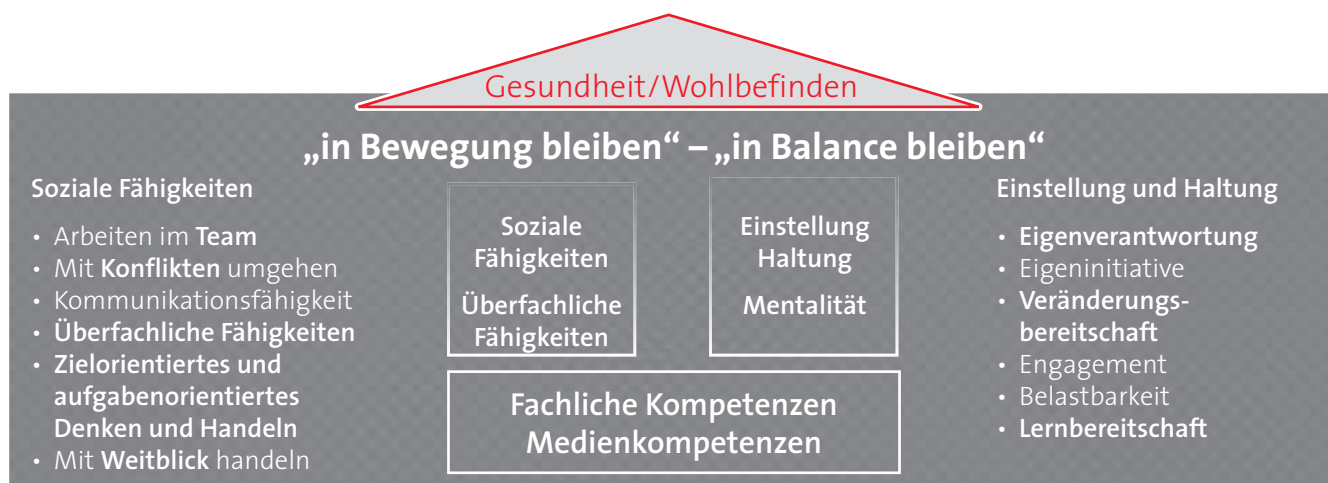 Gesundheit/Wohlbefinden
„in Bewegung bleiben“ – „in Balance bleiben“
Soziale Fähigkeiten
• Arbeiten im Team
• Mit Konflikten umgehen
• Kommunikationsfähigkeit
• Überfachliche Fähigkeiten
• Zielorientiertes und
aufgabenorientiertes
Denken und Handeln
• Mit Weitblick handeln
Soziale
Fähigkeiten
Überfachliche
Fähigkeiten
Einstellung
Haltung
Mentalität
Fachliche Kompetenzen
Medienkompetenzen
Einstellung und Haltung
• Eigenverantwortung
• Eigeninitiative
• Veränderungs-
bereitschaft
• Engagement
• Belastbarkeit
• Lernbereitschaft